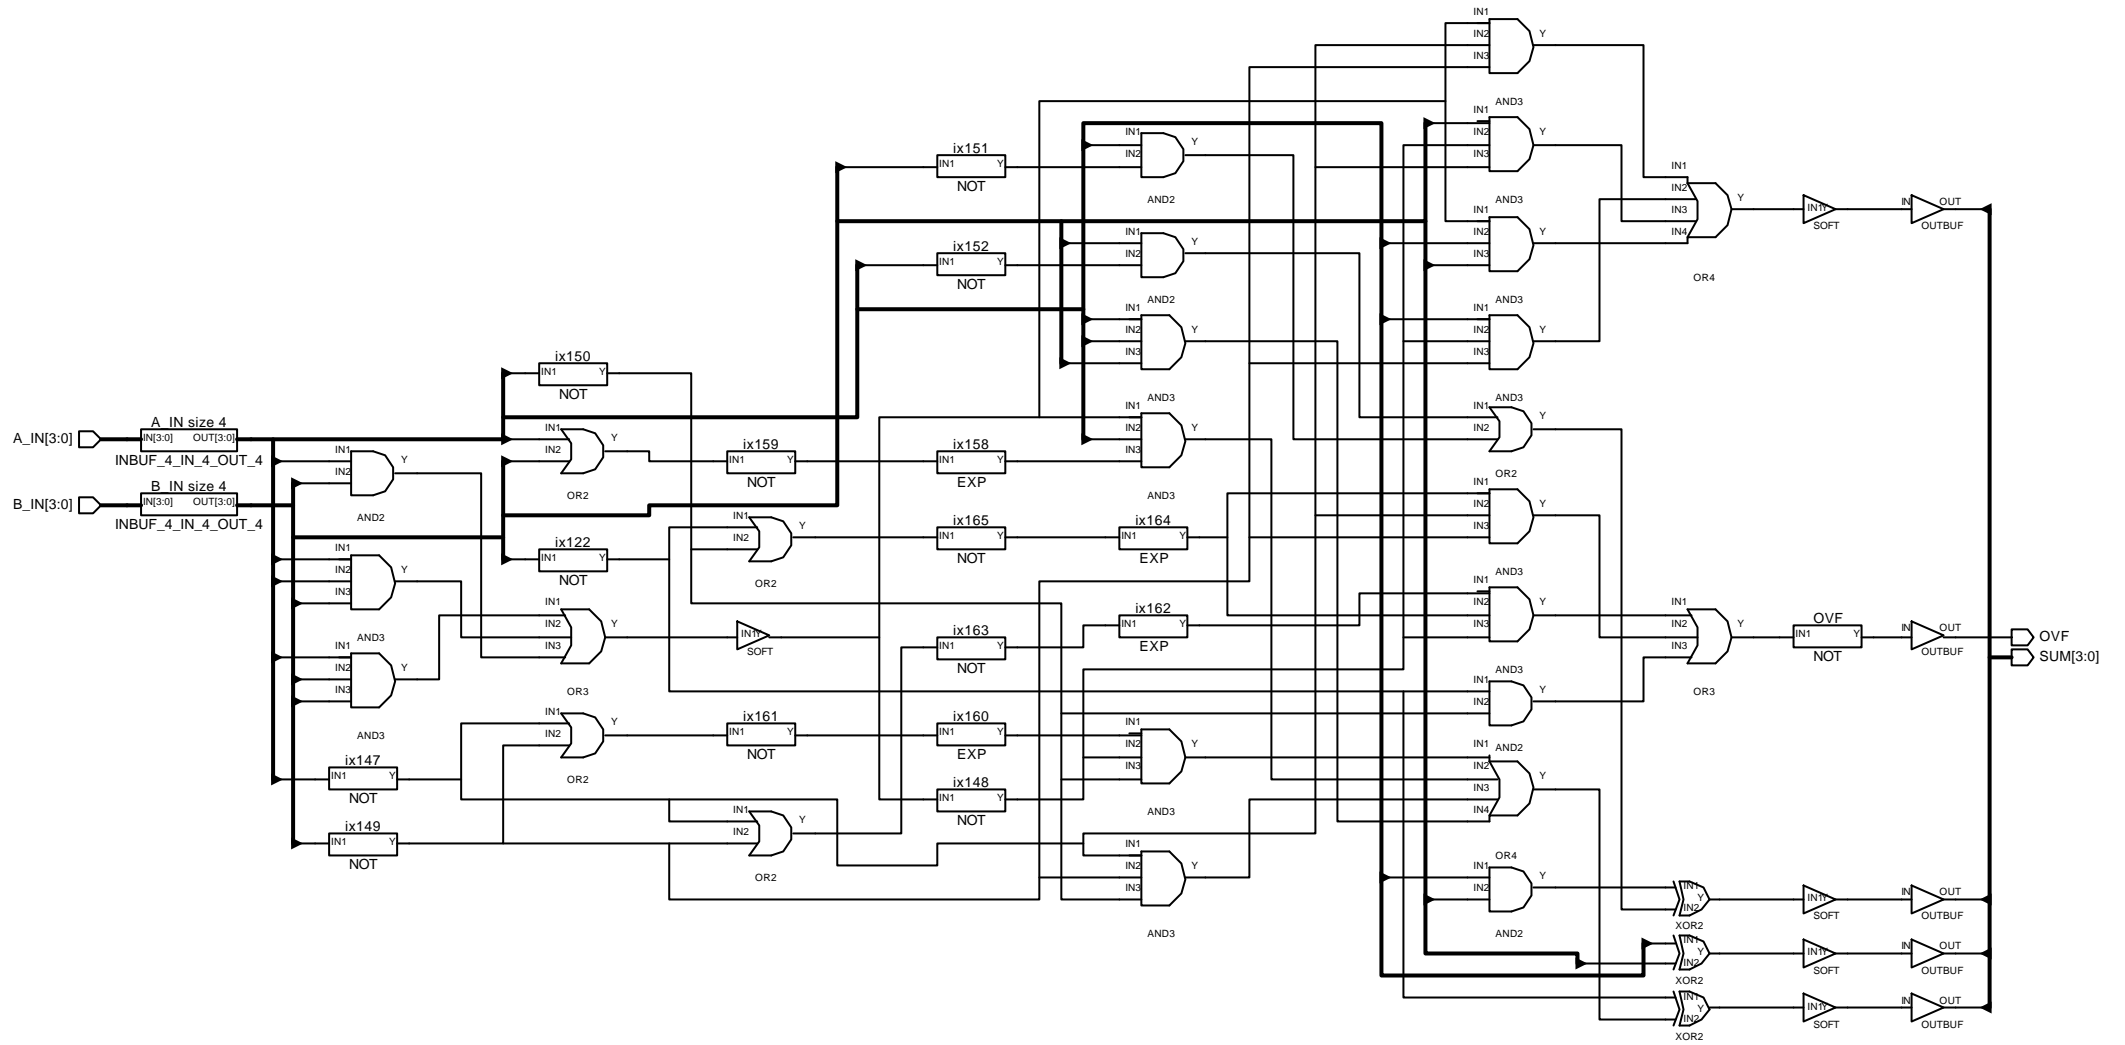 A_IN[3:0]
A_IN size 4
IN[3:0] OUT[3:0]
INBUF_4_IN_4_OUT_4
B_IN[3:0]
B_IN size 4
IN[3:0] OUT[3:0]
INBUF_4_IN_4_OUT_4
IN1
IN2
Y
AND2
IN1
IN2
IN3
Y
AND3
IN1
IN2
IN3
Y
AND3
ix147
IN1 Y
NOT
ix149
IN1 Y
NOT
ix150
IN1 Y
NOT
IN1
IN2
Y
OR2
ix122
IN1 Y
NOT
IN1
IN2
IN3
Y
OR3
IN1
IN2
Y
OR2
ix159
IN1 Y
NOT
IN1
IN2
Y
OR2
IN1Y
SOFT
ix161
IN1 Y
NOT
IN1
IN2
Y
OR2
ix151
IN1 Y
NOT
ix152
IN1 Y
NOT
ix158
IN1 Y
EXP
ix165
IN1 Y
NOT
ix163
IN1 Y
NOT
ix160
IN1 Y
EXP
ix148
IN1 Y
NOT
IN1
IN2
Y
AND2
IN1
IN2
Y
AND2
IN1
IN2
IN3
Y
AND3
IN1
IN2
IN3
Y
AND3
ix164
IN1 Y
EXP
ix162
IN1 Y
EXP
IN1
IN2
IN3
Y
AND3
IN1
IN2
IN3
Y
AND3
IN1
IN2
IN3
Y
AND3
IN1
IN2
IN3
Y
AND3
IN1
IN2
IN3
Y
AND3
IN1
IN2
IN3
Y
AND3
IN1
IN2
Y
OR2
IN1
IN2
IN3
Y
AND3
IN1
IN2
IN3
Y
AND3
IN1
IN2
Y
AND2
IN1
IN2
IN3
IN4
Y
OR4
IN1
IN2
Y
AND2
IN1
IN2
IN3
IN4
Y
OR4
IN1Y
SOFT
IN OUT
OUTBUF
IN1
IN2
IN3
Y
OR3
OVF
IN1 Y
NOT
IN OUT
OUTBUF
OVF
SUM[3:0]
IN1
IN2
Y
XOR2
IN1Y
SOFT
IN OUT
OUTBUF
IN1
IN2
Y
XOR2
IN1Y
SOFT
IN OUT
OUTBUF
IN1
IN2
Y
XOR2
IN1Y
SOFT
IN OUT
OUTBUF